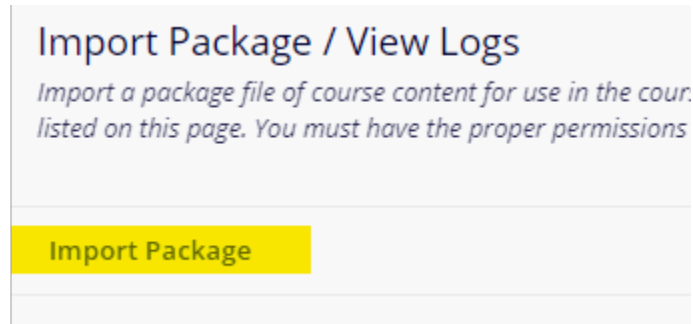 Import Package / View Logs
Import a package file of course content for use in the
listed on this page. You must have the proper permissions
Import Package